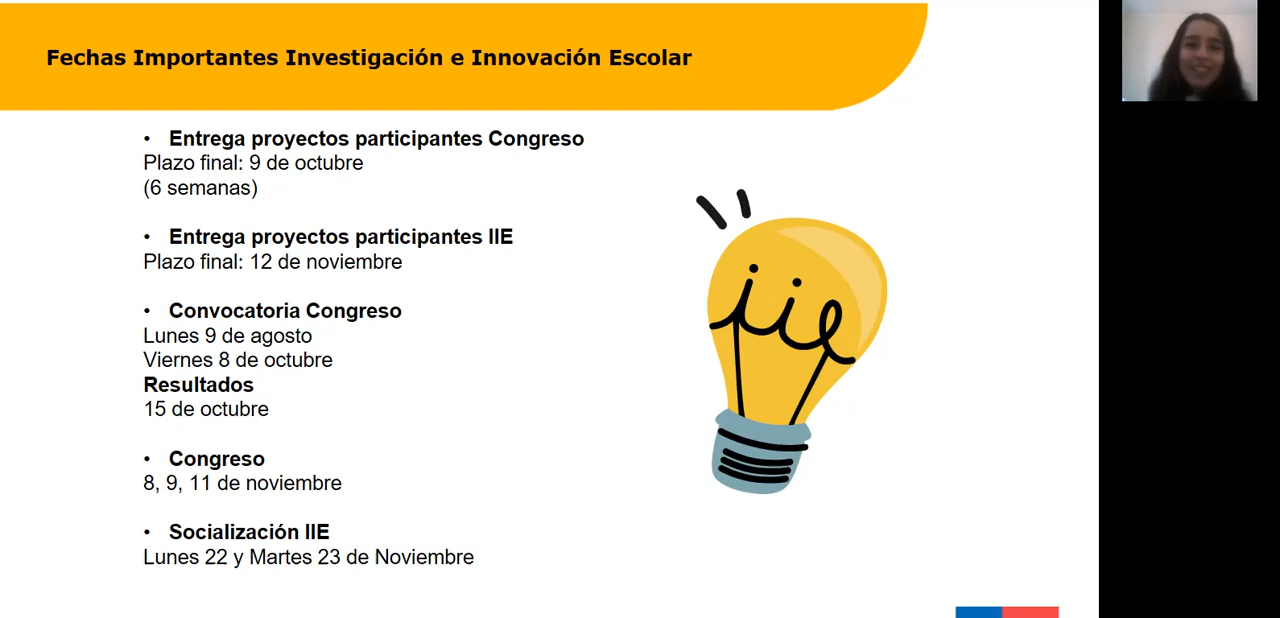 Fechas Importantes Investigación e Innovación Escolar
• Entrega proyectos participantes Congreso
Plazo final: 9 de octubre
(6 semanas)
• Entrega proyectos participantes IIE
Plazo final: 12 de noviembre
• Convocatoria Congreso
Lunes 9 de agosto
Viernes 8 de octubre
Resultados
15 de octubre
• Congreso
8, 9, 11 de noviembre
• Socialización IIE
Lunes 22 y Martes 23 de Noviembre
iie